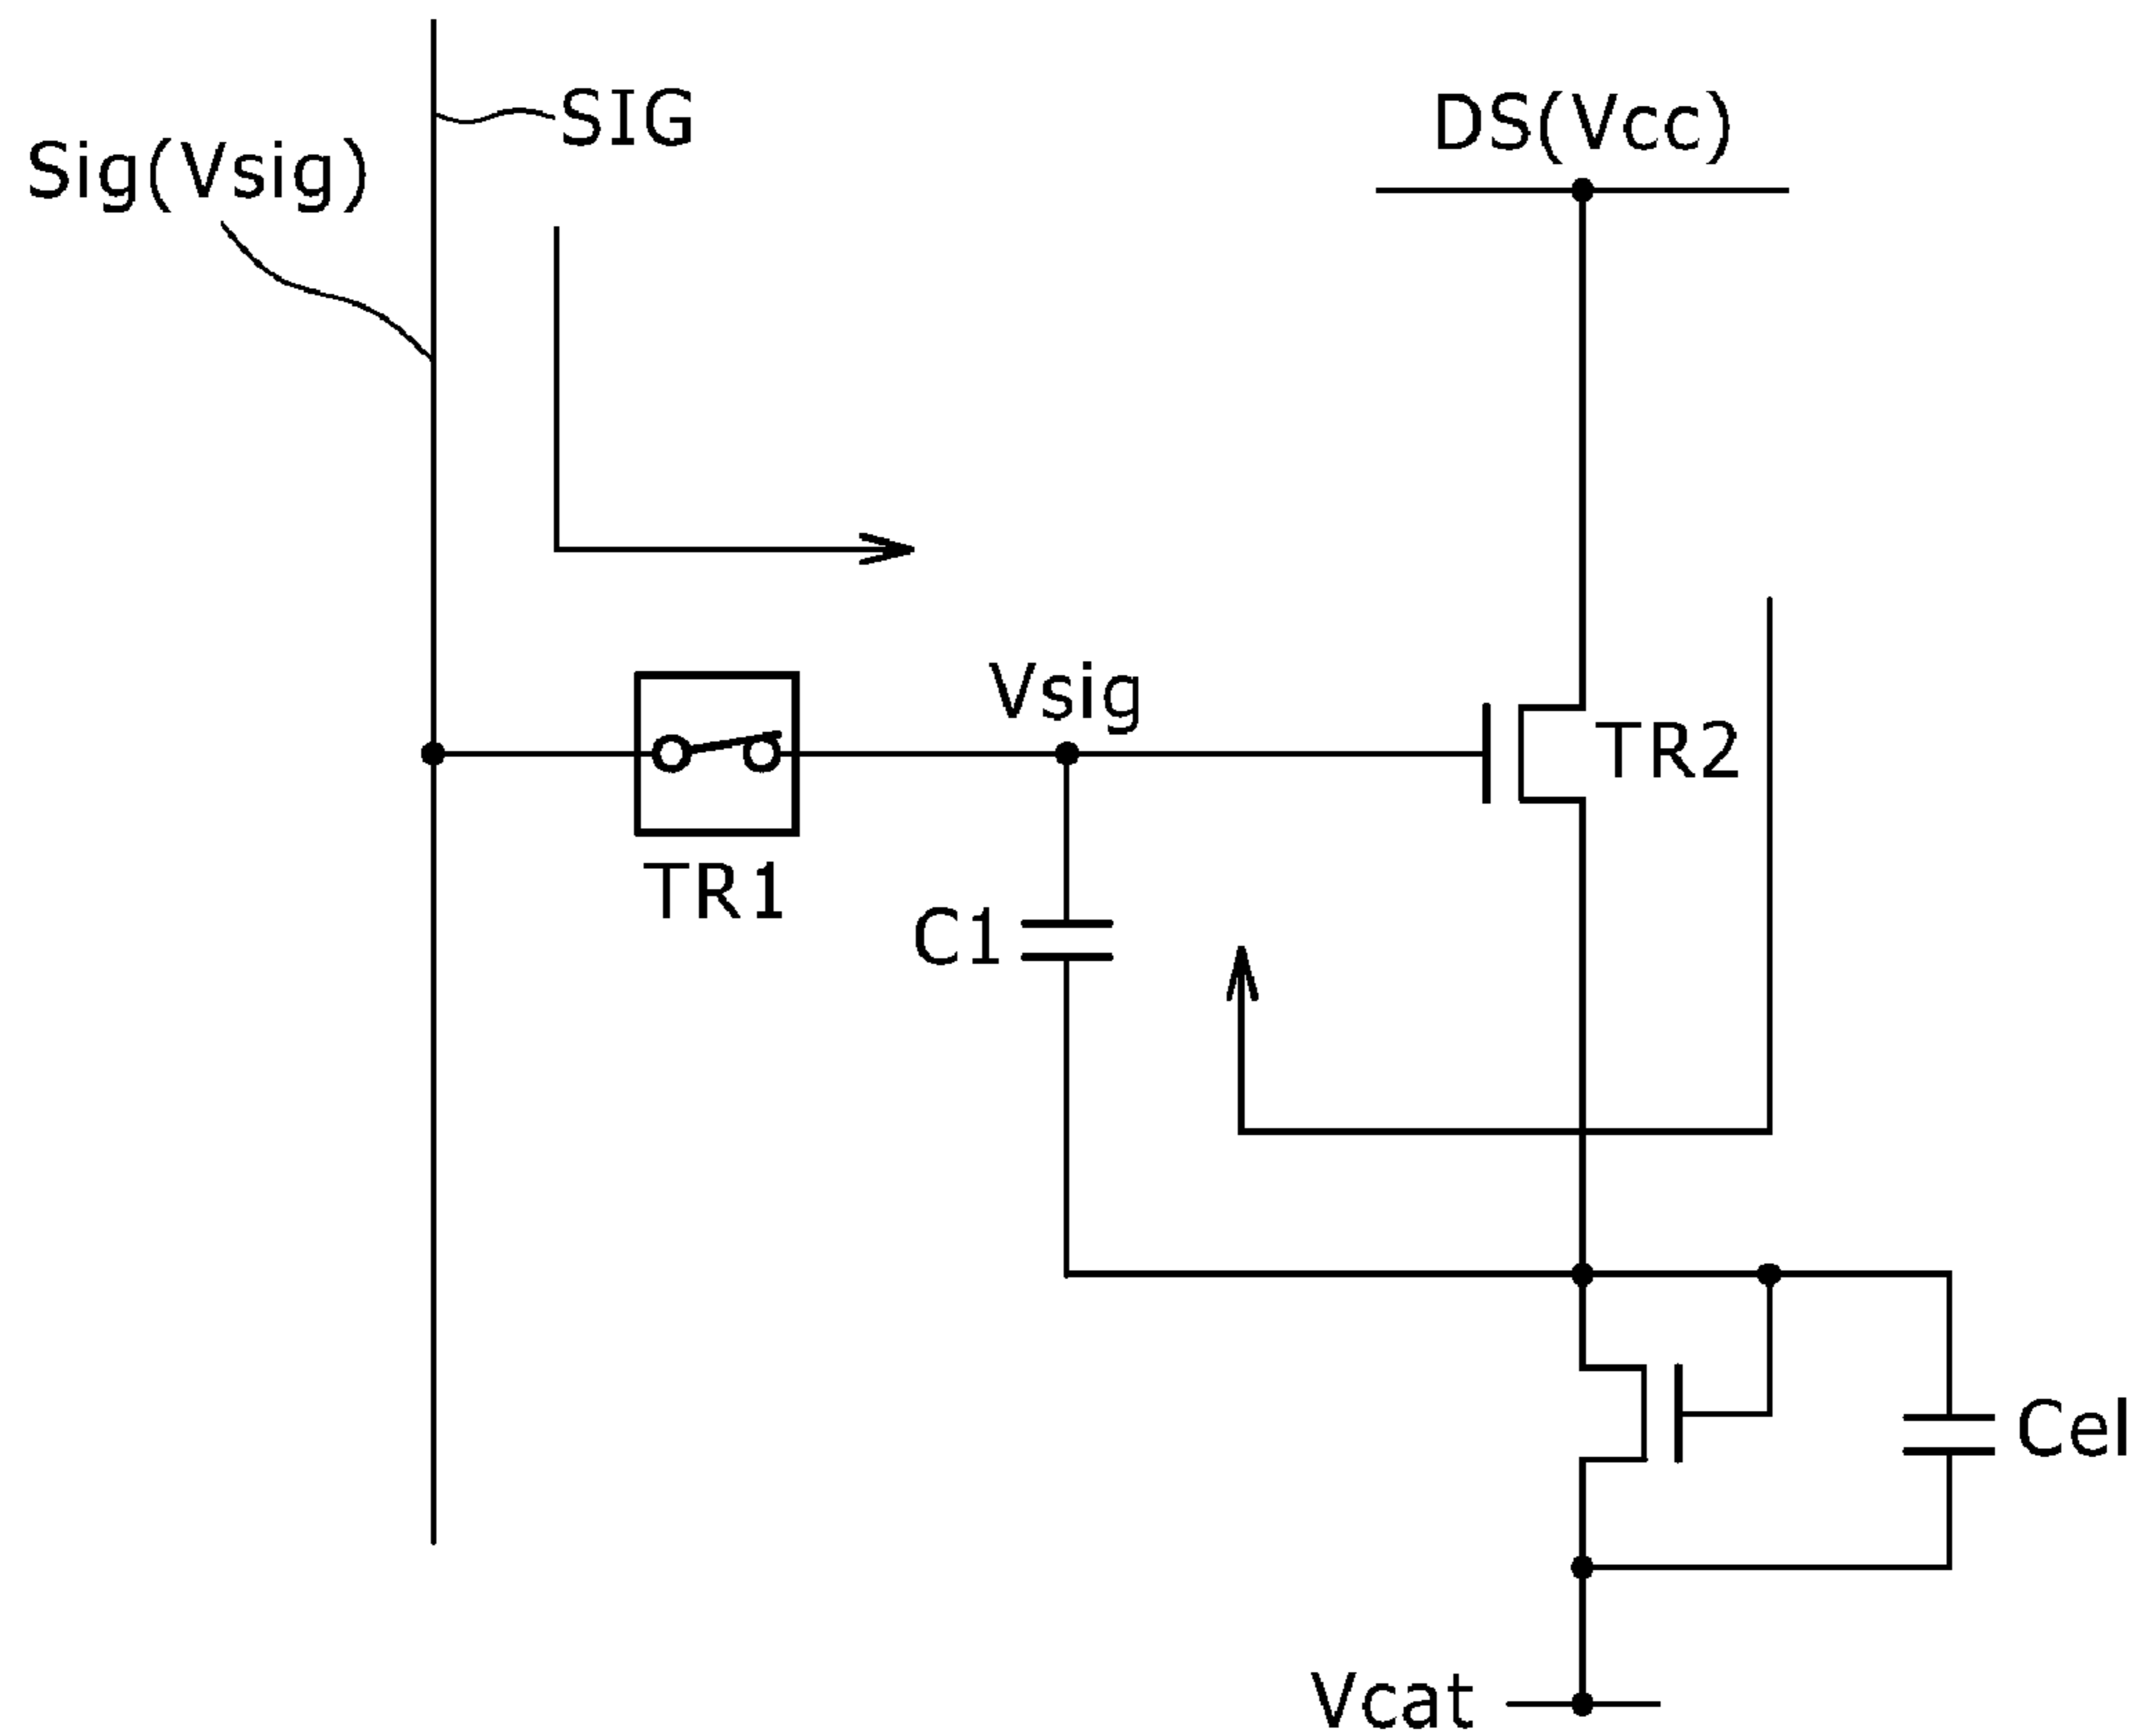 SIG
DS(Vcc)
Sig(Vsig)
Vsig
TR2
TR1
C1
Cel
Vcat